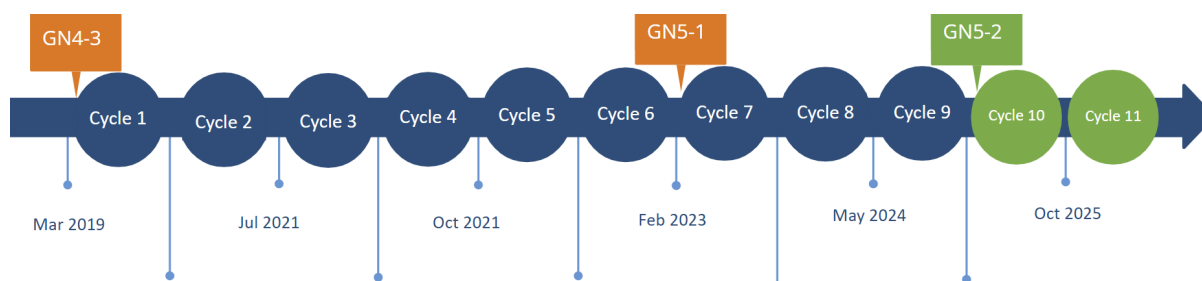 GN4-3
GN5-1
GN5-2
Cycle 1
Cycle 2
Cycle 3
Cycle 4
Cycle 5
Cycle 6
Cycle 7
Cycle 8
Cycle 9
Cycle 10
Cycle 11
Mar 2019
Jul 2021
Oct 2021
Feb 2023
May 2024
Oct 2025